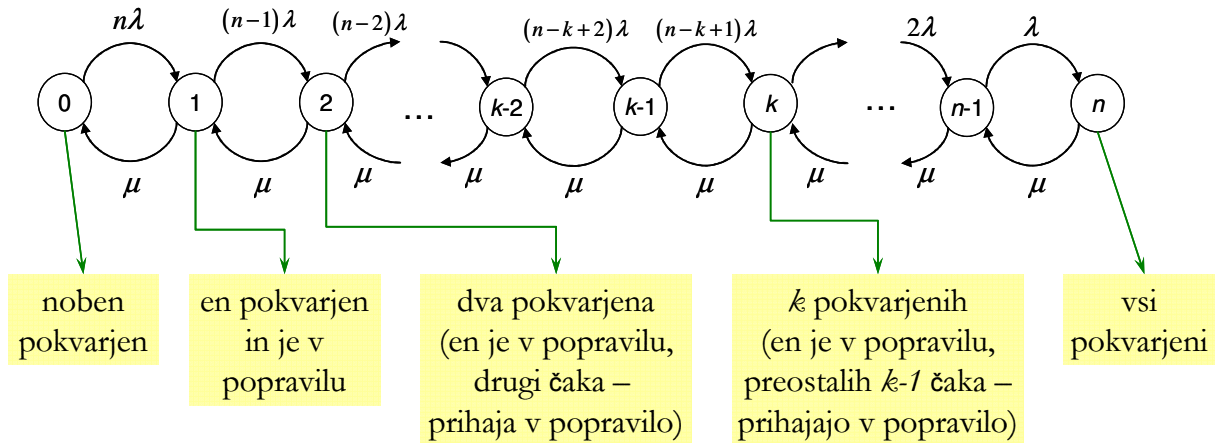 nλ
(n−1)λ
(n−2)λ
(n-k+2)λ
(n-k+1)λ
2λ
λ
0
1
2
...
k-2
k-1
k
...
n-1
n
μ
μ
μ
μ
μ
μ
μ
μ
μ
noben
pokvarjen
en pokvarjen
in je v
popravilu
dva pokvarjena
(en je v popravilu,
drugi čaka –
prihaja v popravilo)
k pokvarjenih
(en je v popravilu,
preostalih k-1 čaka –
prihajajo v popravilo)
vsi
pokvarjeni